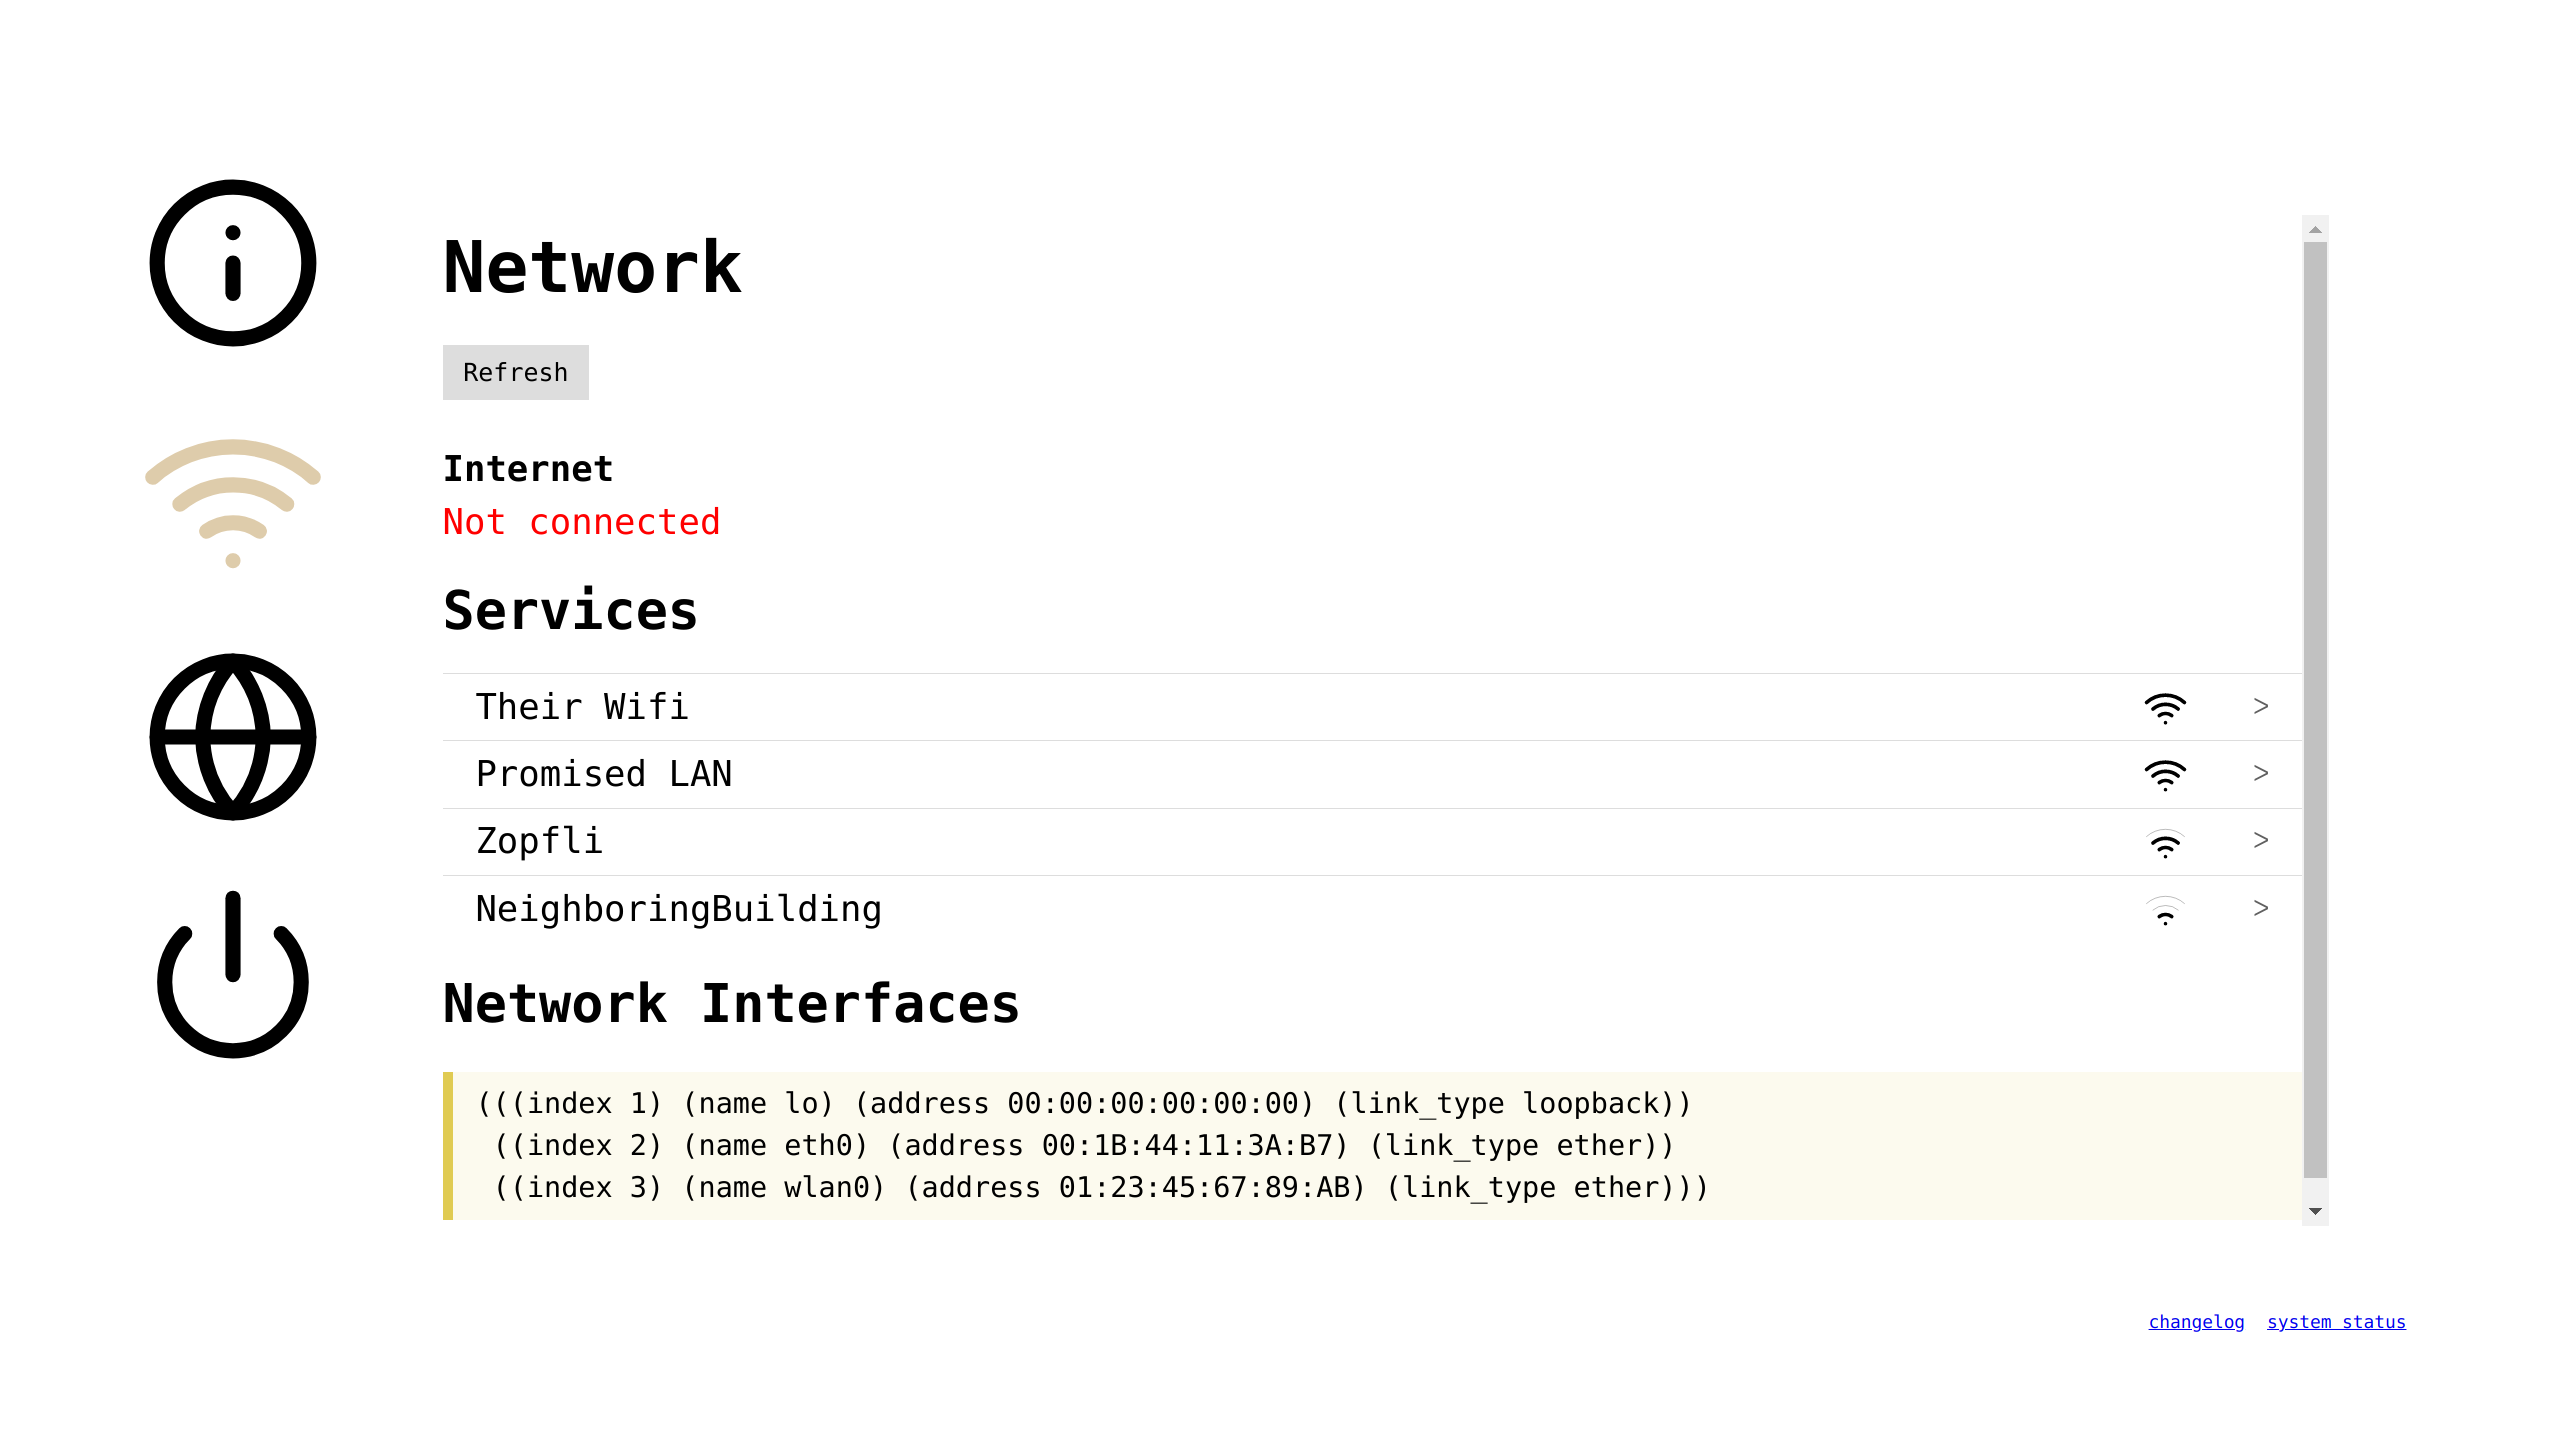 Network
Refresh
Internet
Not connected
Services
Their Wifi >
Promised LAN >
Zopfli >
NeighboringBuilding >
Network Interfaces
(((index 1) (name lo) (address 00:00:00:00:00:00) (link_type loopback))
((index 2) (name eth0) (address 00:1B:44:11:3A:B7) (link_type ether))
((index 3) (name wlan0) (address 01:23:45:67:89:AB) (link_type ether)))
changelog system status